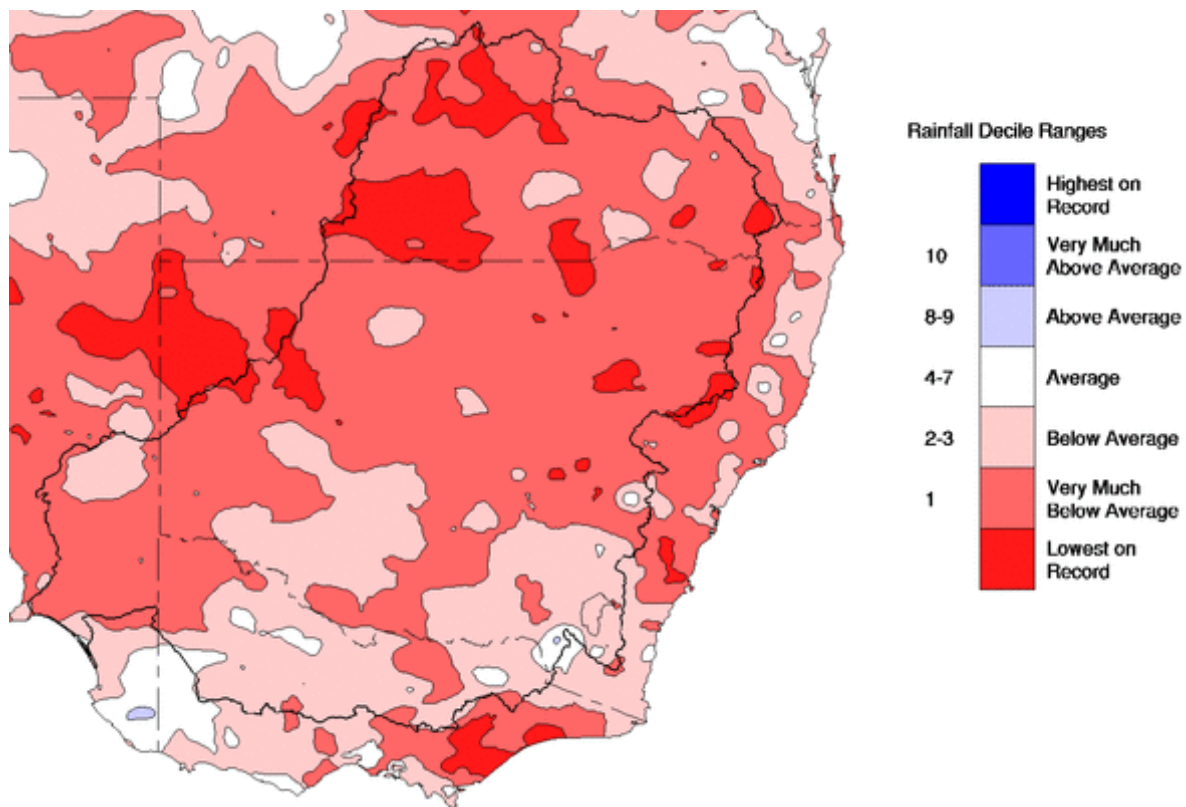 Rainfall Decile Ranges
Highest on
Record
10
Very Much
Above Average
8-9
Above Average
4-7
Average
2-3
Below Average
1
Very Much
Below Average
Lowest on
Record